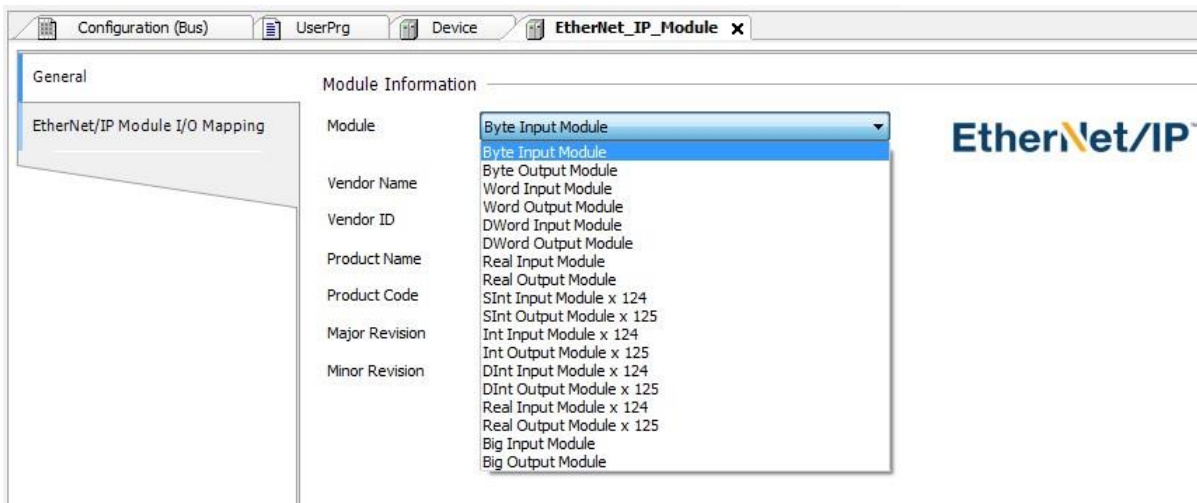 Configuration (Bus) UserPrg Device EtherNet_IP_Module X
General
EtherNet/IP Module I/O Mapping
Module Information
Module Byte Input Module
Byte Input Module
Byte Output Module
Word Input Module
Word Output Module
DWord Input Module
DWord Output Module
Real Input Module
Real Output Module
SInt Input Module x 124
SInt Output Module x 125
Int Input Module x 124
Int Output Module x 125
DInt Input Module x 124
DInt Output Module x 125
Real Input Module x 124
Real Output Module x 125
Big Input Module
Big Output Module
Vendor Name
Vendor ID
Product Name
Product Code
Major Revision
Minor Revision
EtherNet/IP™